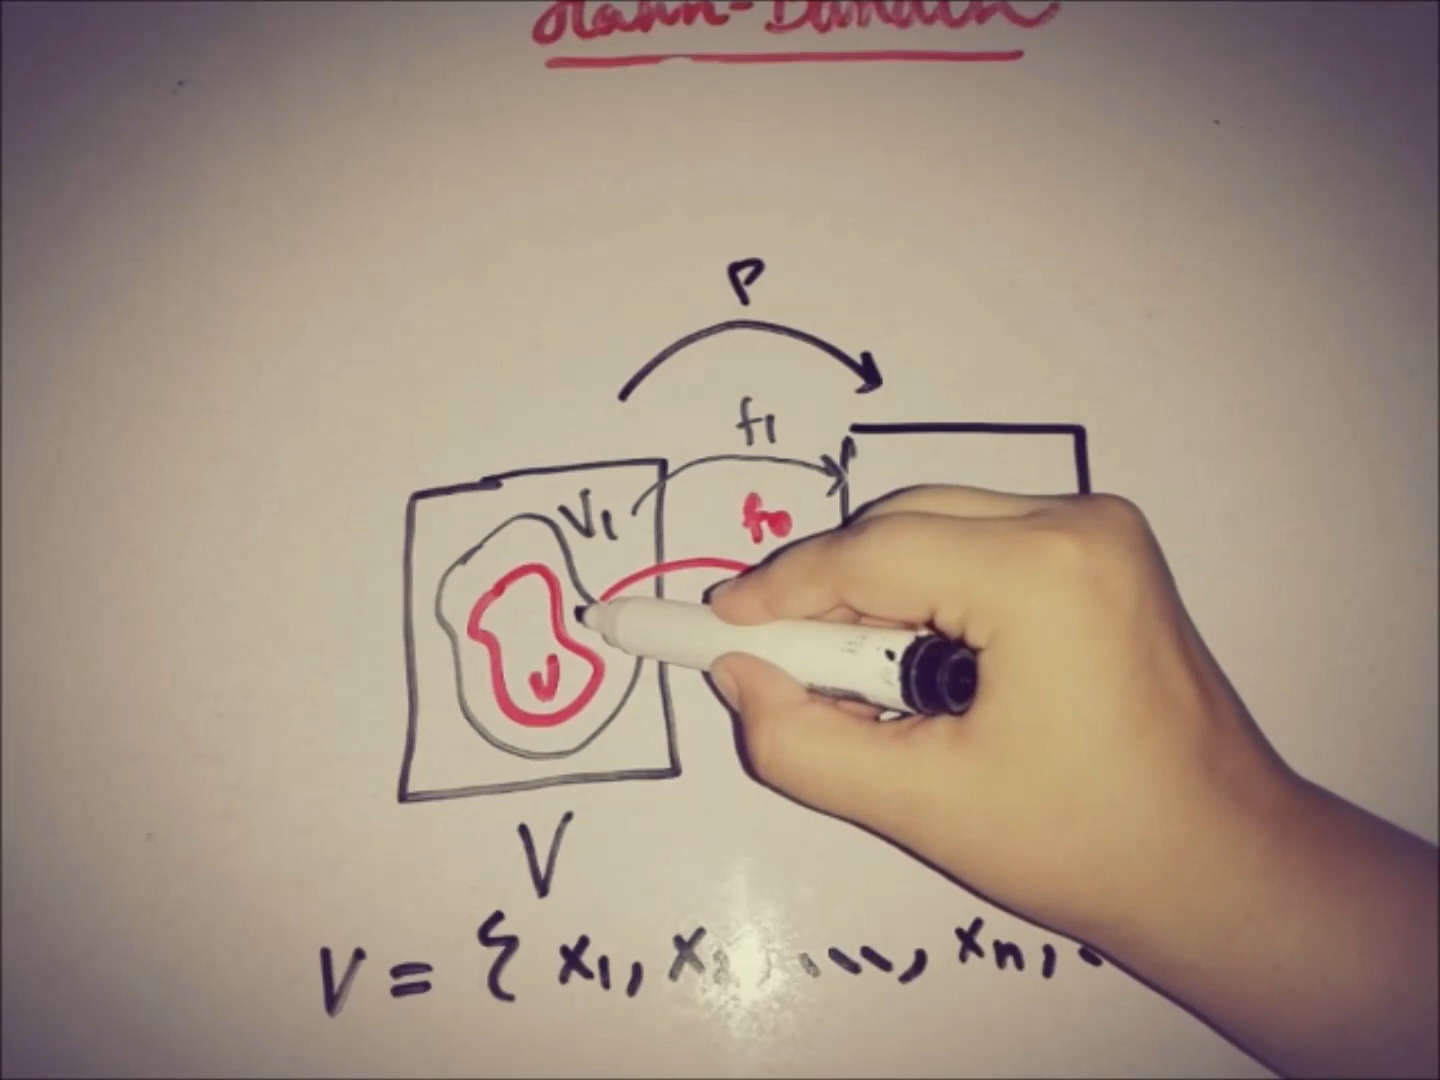 Hahn-Banach
P
f1
V1
f0
V
V
V = { x1, x2, ..., xn, .